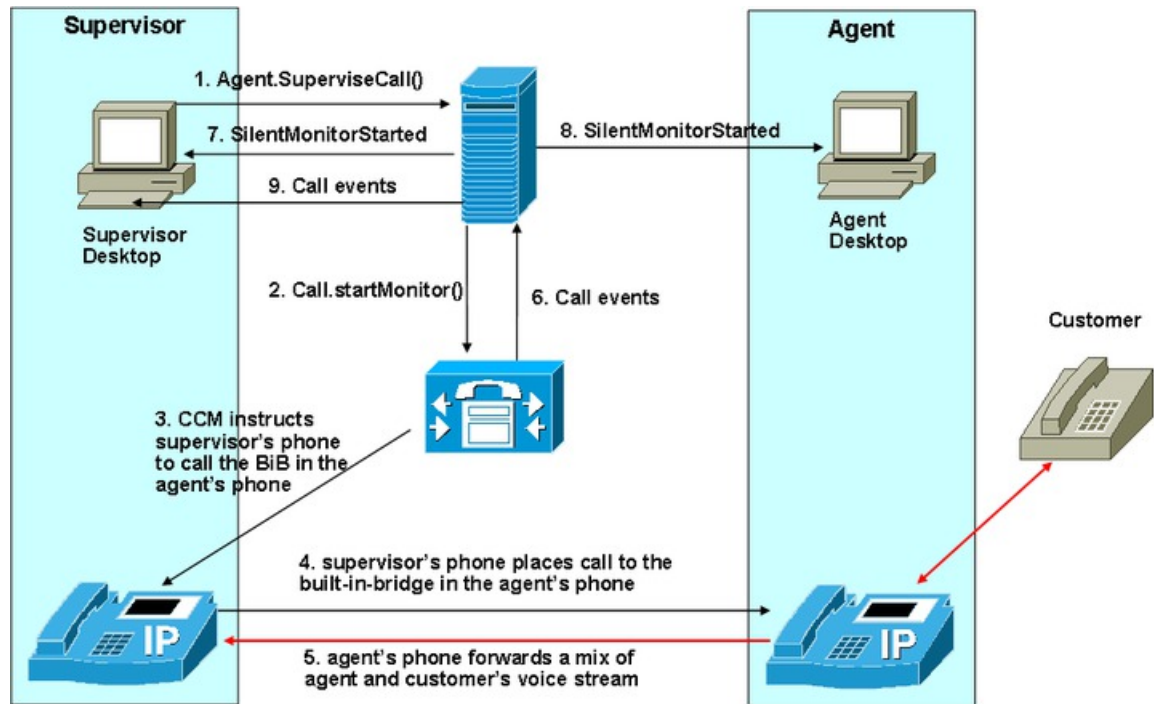 Supervisor
Agent
1. Agent.SuperviseCall()
7. SilentMonitorStarted
8. SilentMonitorStarted
9. Call events
Supervisor
Desktop
Agent
Desktop
2. Call.startMonitor()
6. Call events
Customer
3. CCM instructs
supervisor's phone
to call the BiB in the
agent's phone
4. supervisor's phone places call to the
built-in-bridge in the agent's phone
IP
IP
5. agent's phone forwards a mix of
agent and customer's voice stream